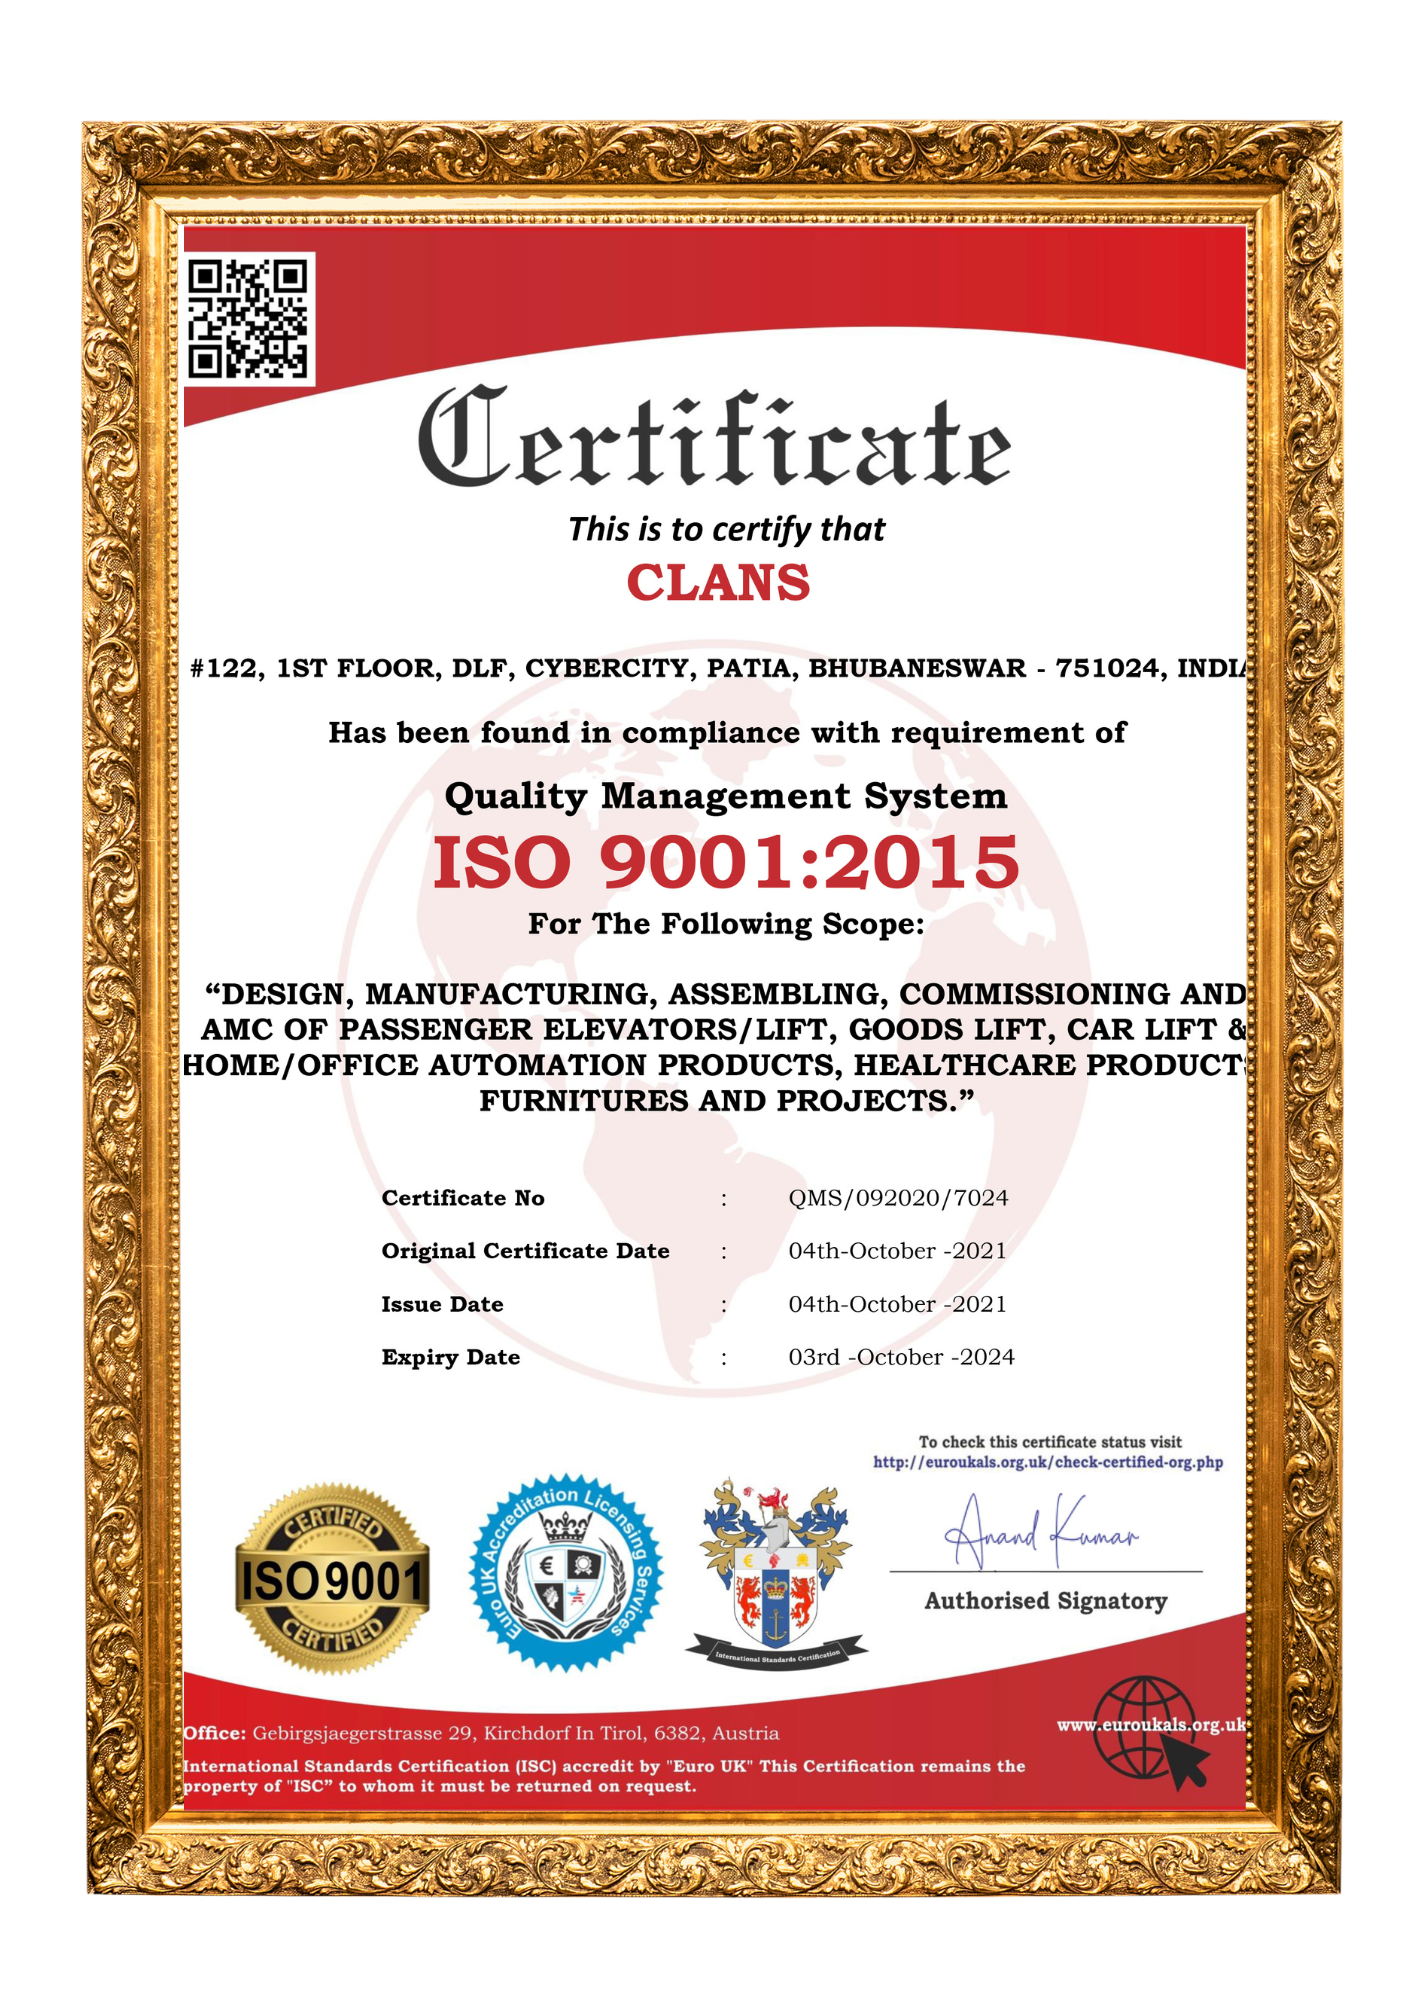 Certificate
This is to certify that
CLANS
#122, 1ST FLOOR, DLF, CYBERCITY, PATIA, BHUBANESWAR - 751024, INDIA
Has been found in compliance with requirement of
Quality Management System
ISO 9001:2015
For The Following Scope:
“DESIGN, MANUFACTURING, ASSEMBLING, COMMISSIONING AND
AMC OF PASSENGER ELEVATORS/LIFT, GOODS LIFT, CAR LIFT &
HOME/OFFICE AUTOMATION PRODUCTS, HEALTHCARE PRODUCTS
FURNITURES AND PROJECTS.”
Certificate No : QMS/092020/7024
Original Certificate Date : 04th-October -2021
Issue Date : 04th-October -2021
Expiry Date : 03rd -October -2024
To check this certificate status visit
http://euroukals.org.uk/check-certified-org.php
CERTIFIED
ISO 9001
CERTIFIED
Euro UK Accreditation Licensing Services
International Standards Certification
Anand Kumar
Authorised Signatory
Office: Gebirgsjaegerstrasse 29, Kirchdorf In Tirol, 6382, Austria
www.euroukals.org.uk
International Standards Certification (ISC) accredit by "Euro UK" This Certification remains the
property of "ISC” to whom it must be returned on request.